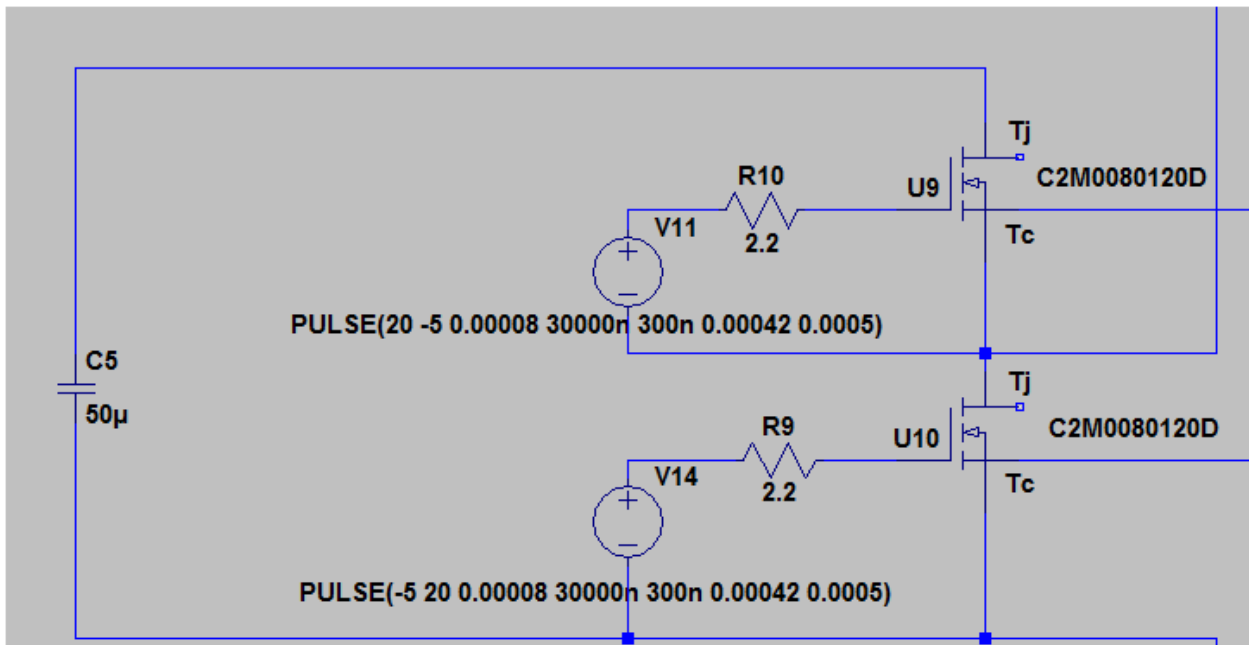 Tj
R10
C2M0080120D
U9
V11
2.2
Tc
PULSE(20 -5 0.00008 30000n 300n 0.00042 0.0005)
C5
Tj
50µ
R9
C2M0080120D
U10
V14
2.2
Tc
PULSE(-5 20 0.00008 30000n 300n 0.00042 0.0005)